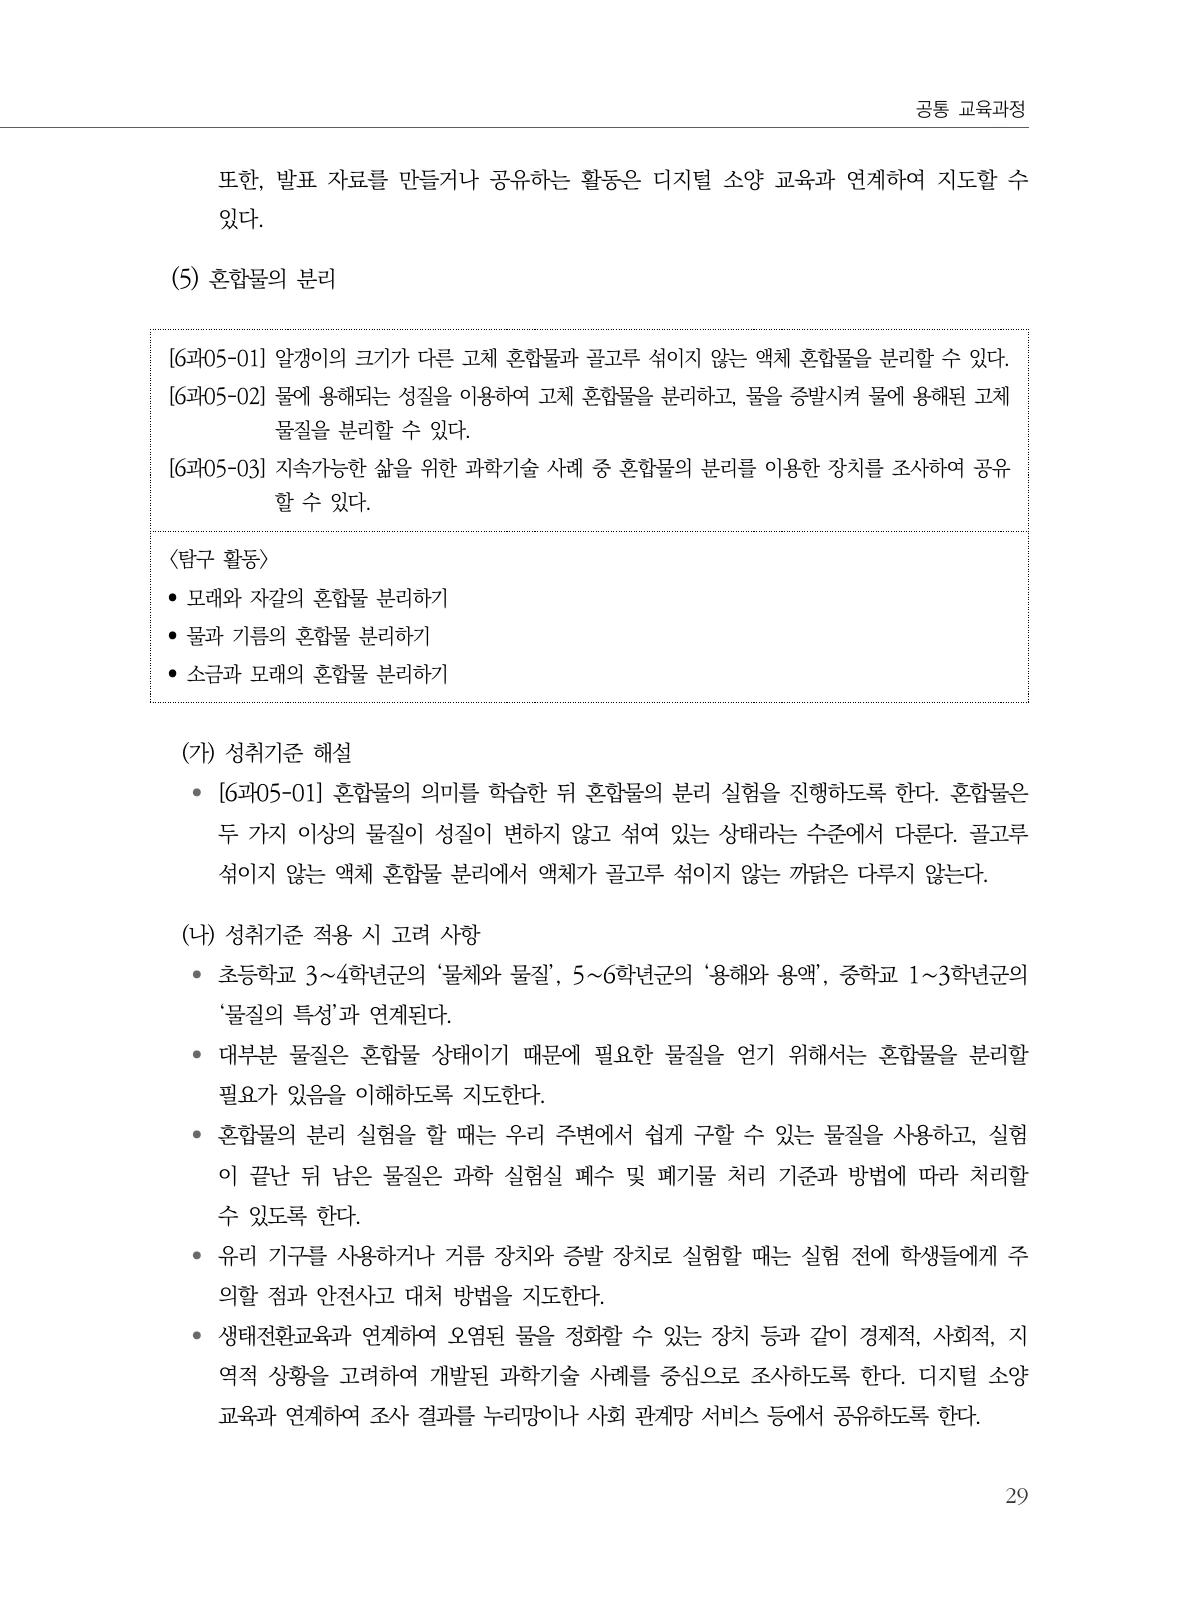 공통 교육과정
또한, 발표 자료를 만들거나 공유하는 활동은 디지털 소양 교육과 연계하여 지도할 수
있다.
(5) 혼합물의 분리
[6과05-01] 알갱이의 크기가 다른 고체 혼합물과 골고루 섞이지 않는 액체 혼합물을 분리할 수 있다.
[6과05-02] 물에 용해되는 성질을 이용하여 고체 혼합물을 분리하고, 물을 증발시켜 물에 용해된 고체
물질을 분리할 수 있다.
[6과05-03] 지속가능한 삶을 위한 과학기술 사례 중 혼합물의 분리를 이용한 장치를 조사하여 공유
할 수 있다.
〈탐구 활동〉
• 모래와 자갈의 혼합물 분리하기
• 물과 기름의 혼합물 분리하기
• 소금과 모래의 혼합물 분리하기
(가) 성취기준 해설
• [6과05-01] 혼합물의 의미를 학습한 뒤 혼합물의 분리 실험을 진행하도록 한다. 혼합물은
두 가지 이상의 물질이 성질이 변하지 않고 섞여 있는 상태라는 수준에서 다룬다. 골고루
섞이지 않는 액체 혼합물 분리에서 액체가 골고루 섞이지 않는 까닭은 다루지 않는다.
(나) 성취기준 적용 시 고려 사항
• 초등학교 3~4학년군의 ‘물체와 물질’, 5~6학년군의 ‘용해와 용액’, 중학교 1~3학년군의
‘물질의 특성’과 연계된다.
• 대부분 물질은 혼합물 상태이기 때문에 필요한 물질을 얻기 위해서는 혼합물을 분리할
필요가 있음을 이해하도록 지도한다.
• 혼합물의 분리 실험을 할 때는 우리 주변에서 쉽게 구할 수 있는 물질을 사용하고, 실험
이 끝난 뒤 남은 물질은 과학 실험실 폐수 및 폐기물 처리 기준과 방법에 따라 처리할
수 있도록 한다.
• 유리 기구를 사용하거나 거름 장치와 증발 장치로 실험할 때는 실험 전에 학생들에게 주
의할 점과 안전사고 대처 방법을 지도한다.
• 생태전환교육과 연계하여 오염된 물을 정화할 수 있는 장치 등과 같이 경제적, 사회적, 지
역적 상황을 고려하여 개발된 과학기술 사례를 중심으로 조사하도록 한다. 디지털 소양
교육과 연계하여 조사 결과를 누리망이나 사회 관계망 서비스 등에서 공유하도록 한다.
29